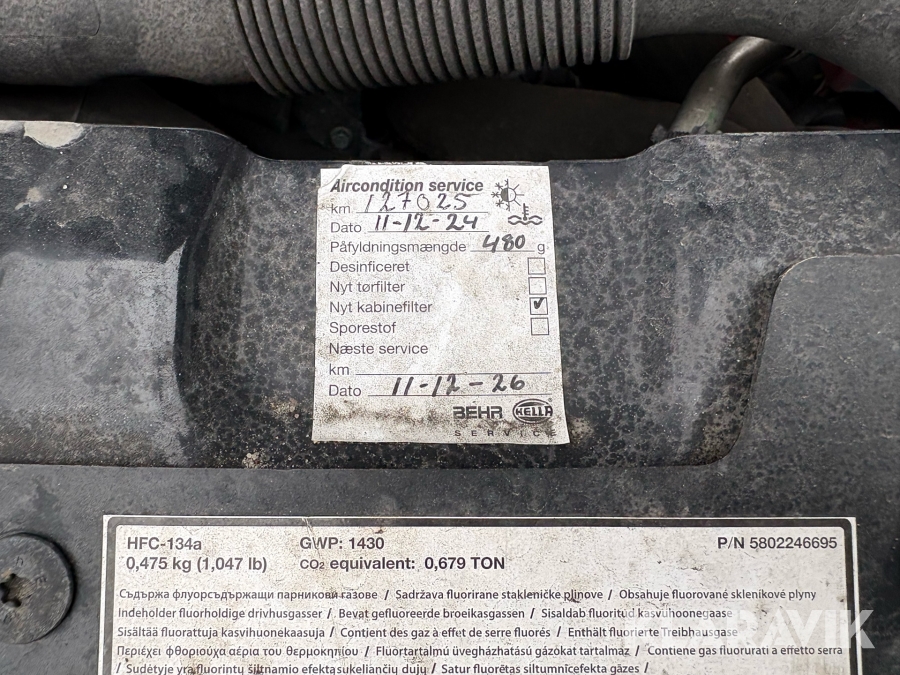 Aircondition service
km 127025
Dato 11-12-24
Påfyldningsmængde 480 g
Desinficeret
Nyt tørfilter
Nyt kabinefilter ✔
Sporestof
Næste service
km
Dato 11-12-26
BEHR HELLA
SERVICE
HFC-134a GWP: 1430 P/N 5802246695
0,475 kg (1,047 lb) CO₂ equivalent: 0,679 TON
Съдържа флуорсъдържащи парникови газове / Sadržava fluorirane stakleničke plinove / Obsahuje fluorované skleníkové plyny
Indeholder fluorholdige drivhusgasser / Bevat gefluoreerde broeikasgassen / Sisaldab fluoritud kasvuhoonegaase
Sisältää fluorattuja kasvihuonekaasuja / Contient des gaz à effet de serre fluorés / Enthält fluorierte Treibhausgase
Περιέχει φθοριούχα αέρια του θερμοκηπίου / Fluortartalmú üvegházhatású gázokat tartalmaz / Contiene gas fluorurati a effetto serra
/ Sudėtyje yra fluorintų šiltnamio efektą sukeliančių dujų / Satur fluorētas siltumnīcefekta gāzes /